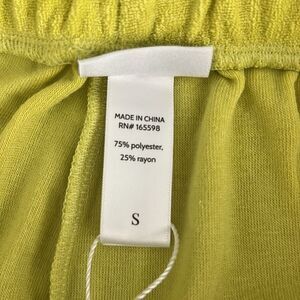 MADE IN CHINA
RN# 165598
75% polyester,
25% rayon
S